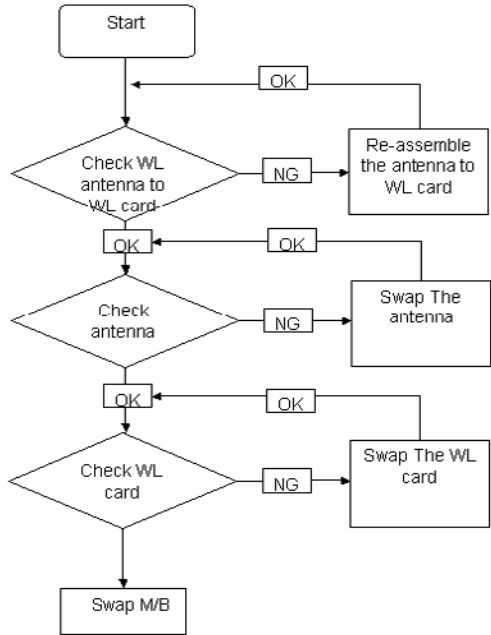 Start
OK
Check WL
antenna to
WL card
NG
Re-assemble
the antenna to
WL card
OK
OK
Check
antenna
NG
Swap The
antenna
OK
OK
Check WL
card
NG
Swap The WL
card
Swap M/B